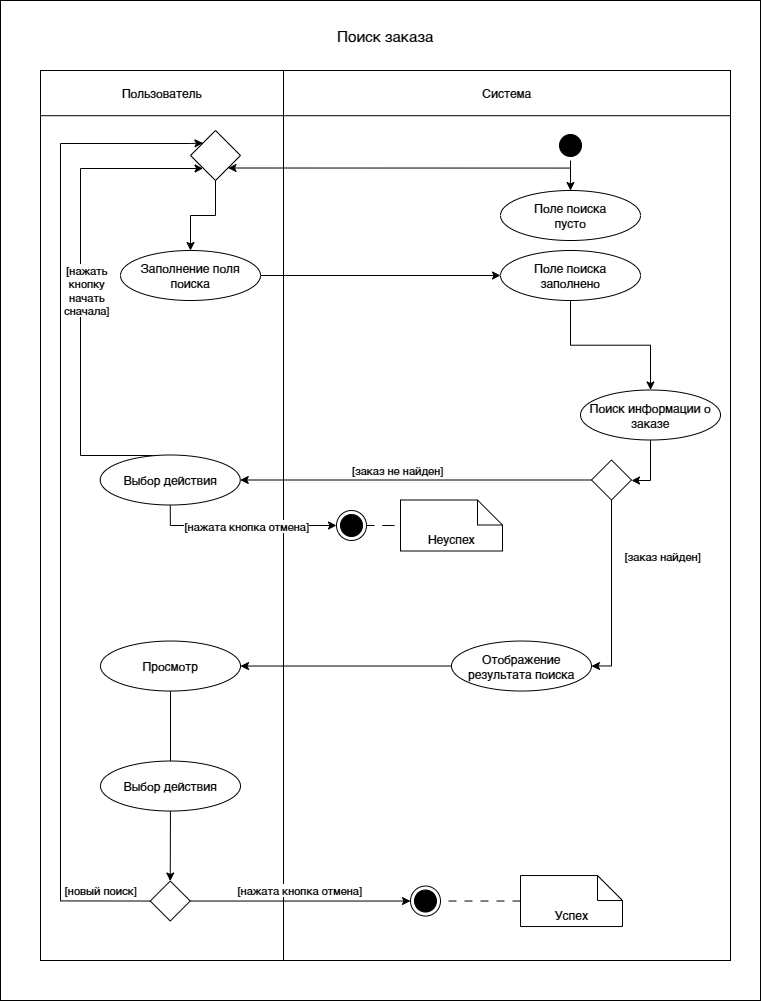 Поиск заказа
Пользователь
Система
Поле поиска
пусто
Заполнение поля
поиска
Поле поиска
заполнено
[нажать
кнопку
начать
сначала]
Поиск информации о
заказе
[заказ не найден]
Выбор действия
[нажата кнопка отмена]
Неуспех
[заказ найден]
Отображение
результата поиска
Просмотр
Выбор действия
[новый поиск]
[нажата кнопка отмена]
Успех